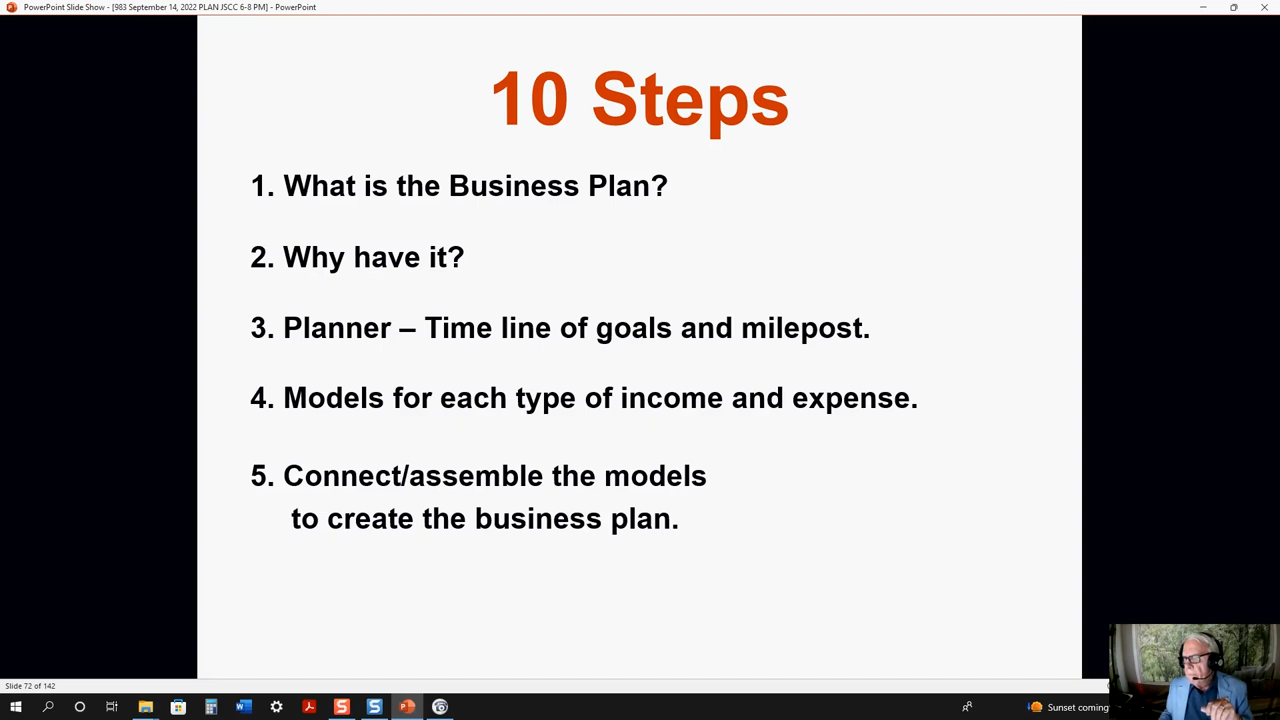 PowerPoint Slide Show - [983 September 14, 2022 PLAN JSCC 6-8 PM] - PowerPoint
10 Steps
1. What is the Business Plan?
2. Why have it?
3. Planner – Time line of goals and milepost.
4. Models for each type of income and expense.
5. Connect/assemble the models
to create the business plan.
Slide 72 of 142
Sunset coming